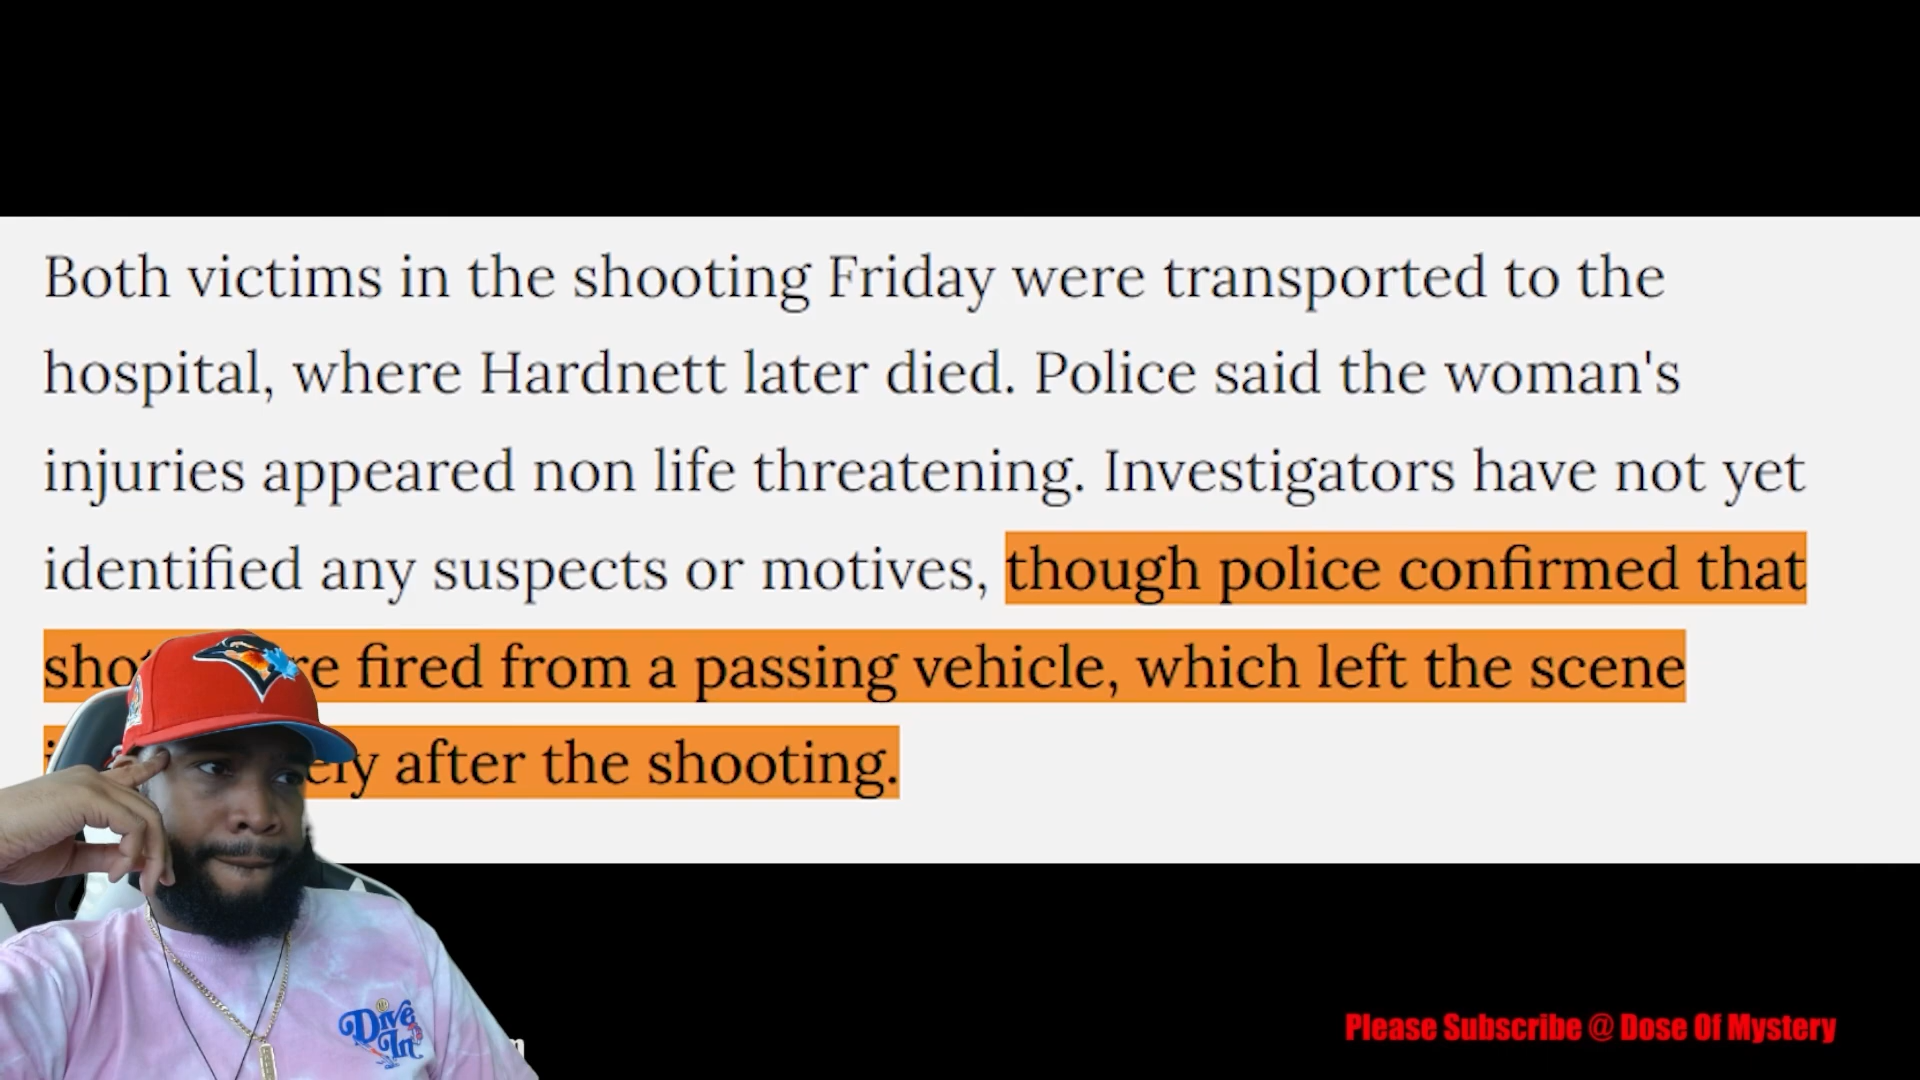 Both victims in the shooting Friday were transported to the
hospital, where Hardnett later died. Police said the woman's
injuries appeared non life threatening. Investigators have not yet
identified any suspects or motives, though police confirmed that
fired from a passing vehicle, which left the scene
after the shooting.
Dive
In
Please Subscribe @ Dose Of Mystery